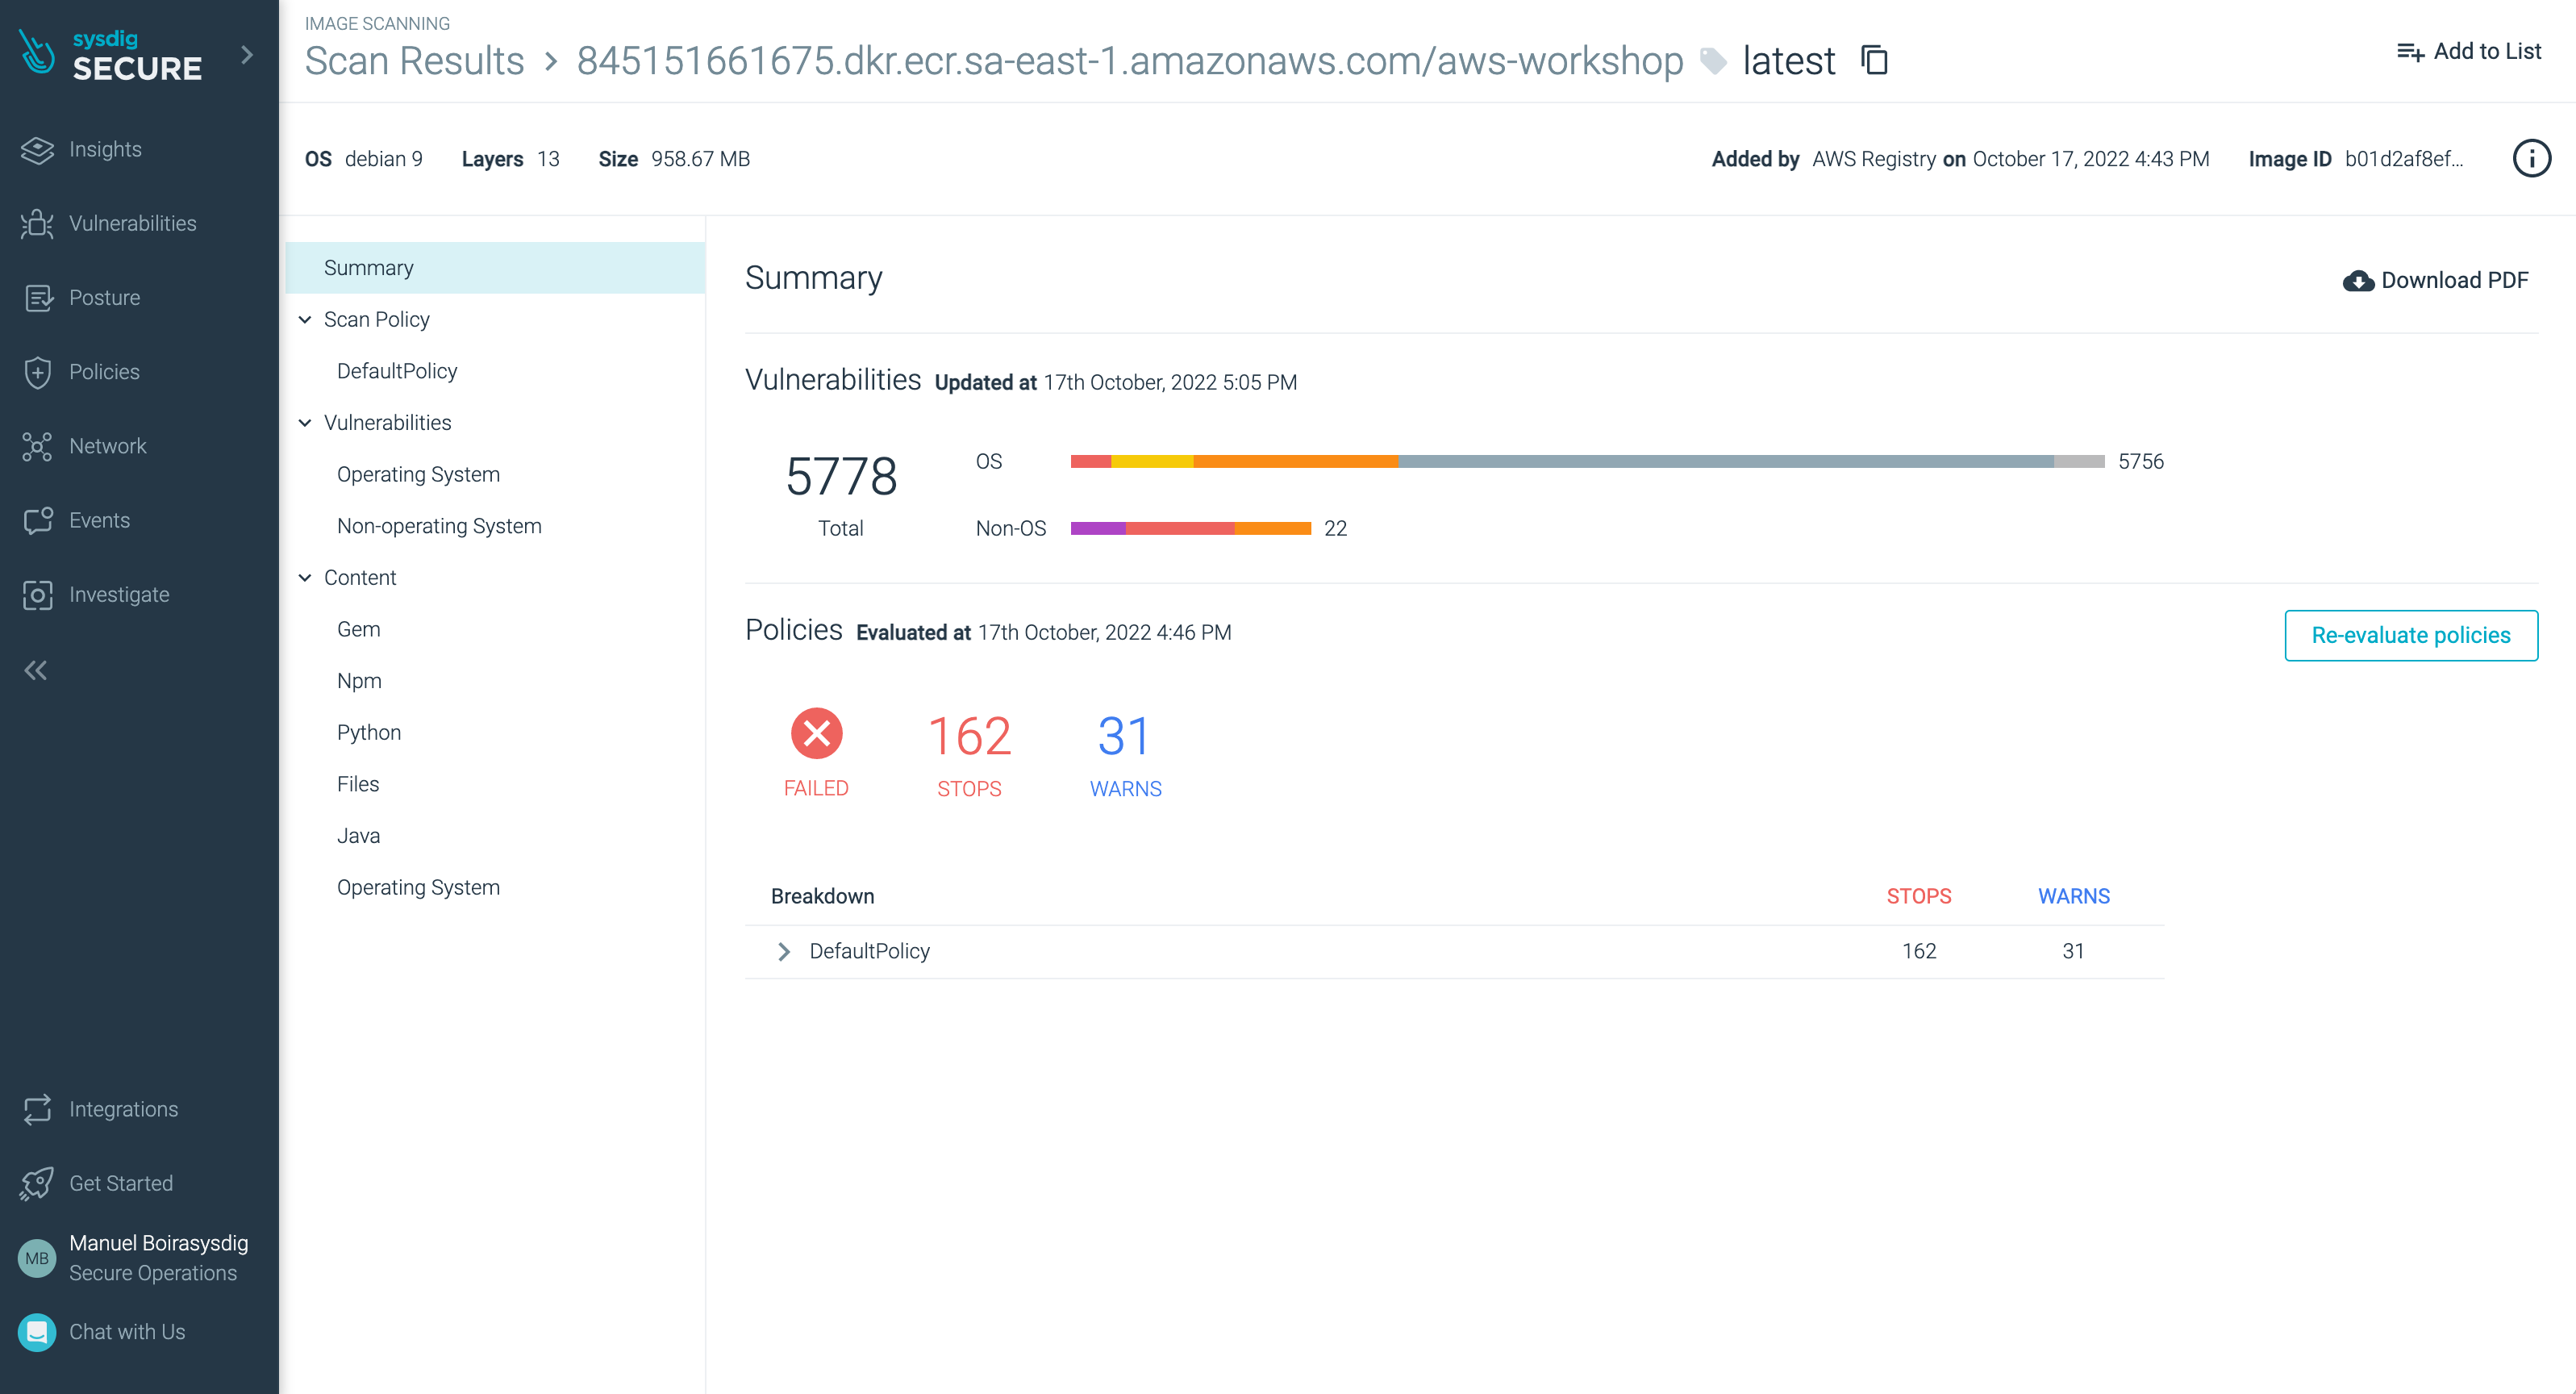 sysdig
SECURE
Insights
Vulnerabilities
Posture
Policies
Network
Events
Investigate
Integrations
Get Started
MB
Manuel Boirasysdig
Secure Operations
Chat with Us
IMAGE SCANNING
Scan Results > 845151661675.dkr.ecr.sa-east-1.amazonaws.com/aws-workshop latest
Add to List
OS debian 9 Layers 13 Size 958.67 MB
Added by AWS Registry on October 17, 2022 4:43 PM Image ID b01d2af8ef...
Summary
Scan Policy
DefaultPolicy
Vulnerabilities
Operating System
Non-operating System
Content
Gem
Npm
Python
Files
Java
Operating System
Summary
Download PDF
Vulnerabilities Updated at 17th October, 2022 5:05 PM
5778
Total
OS 5756
Non-OS 22
Policies Evaluated at 17th October, 2022 4:46 PM
Re-evaluate policies
FAILED
162
STOPS
31
WARNS
Breakdown STOPS WARNS
DefaultPolicy 162 31